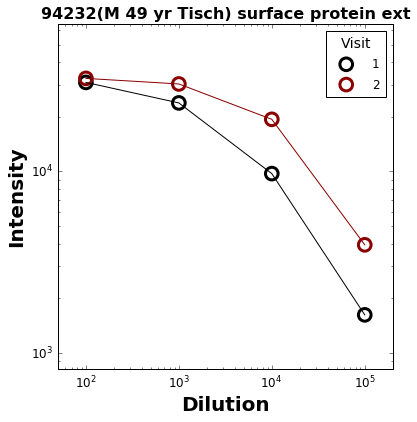 94232(M 49 yr Tisch) surface protein ext
Visit
1
2
Intensity
10⁴
10³
10² 10³ 10⁴ 10⁵
Dilution